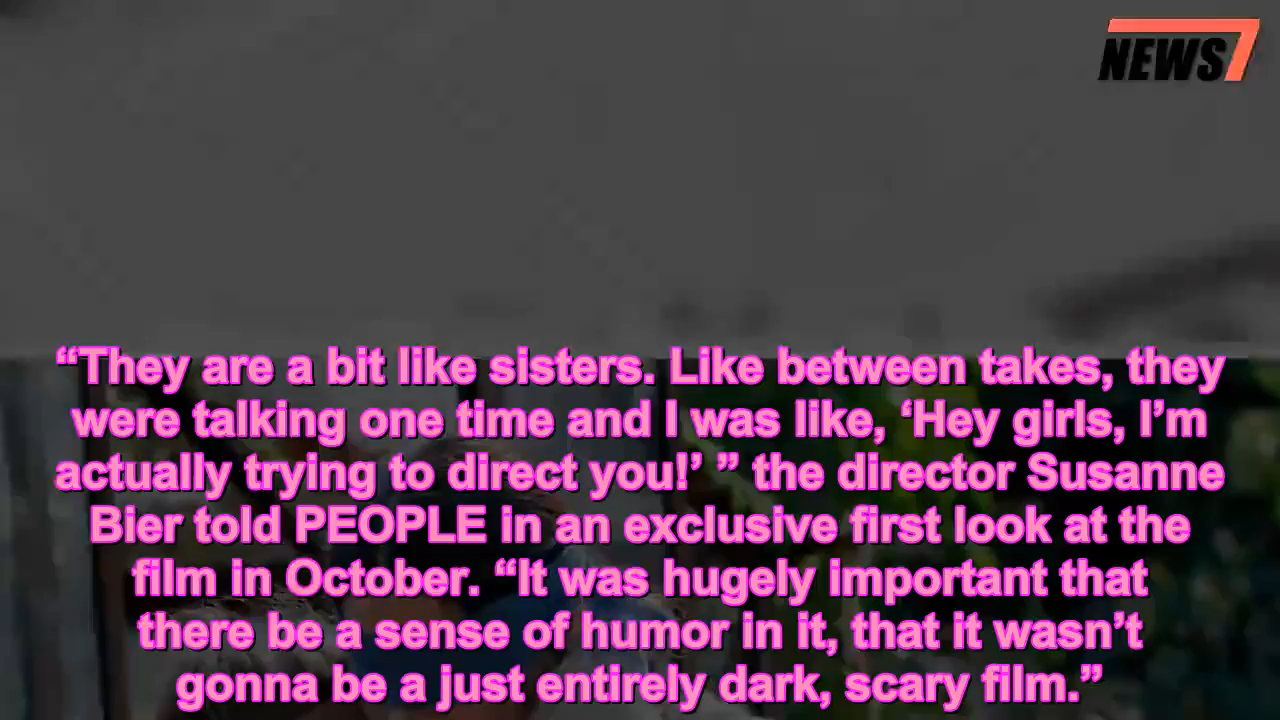 NEWS7
“They are a bit like sisters. Like between takes, they
were talking one time and I was like, ‘Hey girls, I’m
actually trying to direct you!’ ” the director Susanne
Bier told PEOPLE in an exclusive first look at the
film in October. “It was hugely important that
there be a sense of humor in it, that it wasn’t
gonna be a just entirely dark, scary film.”